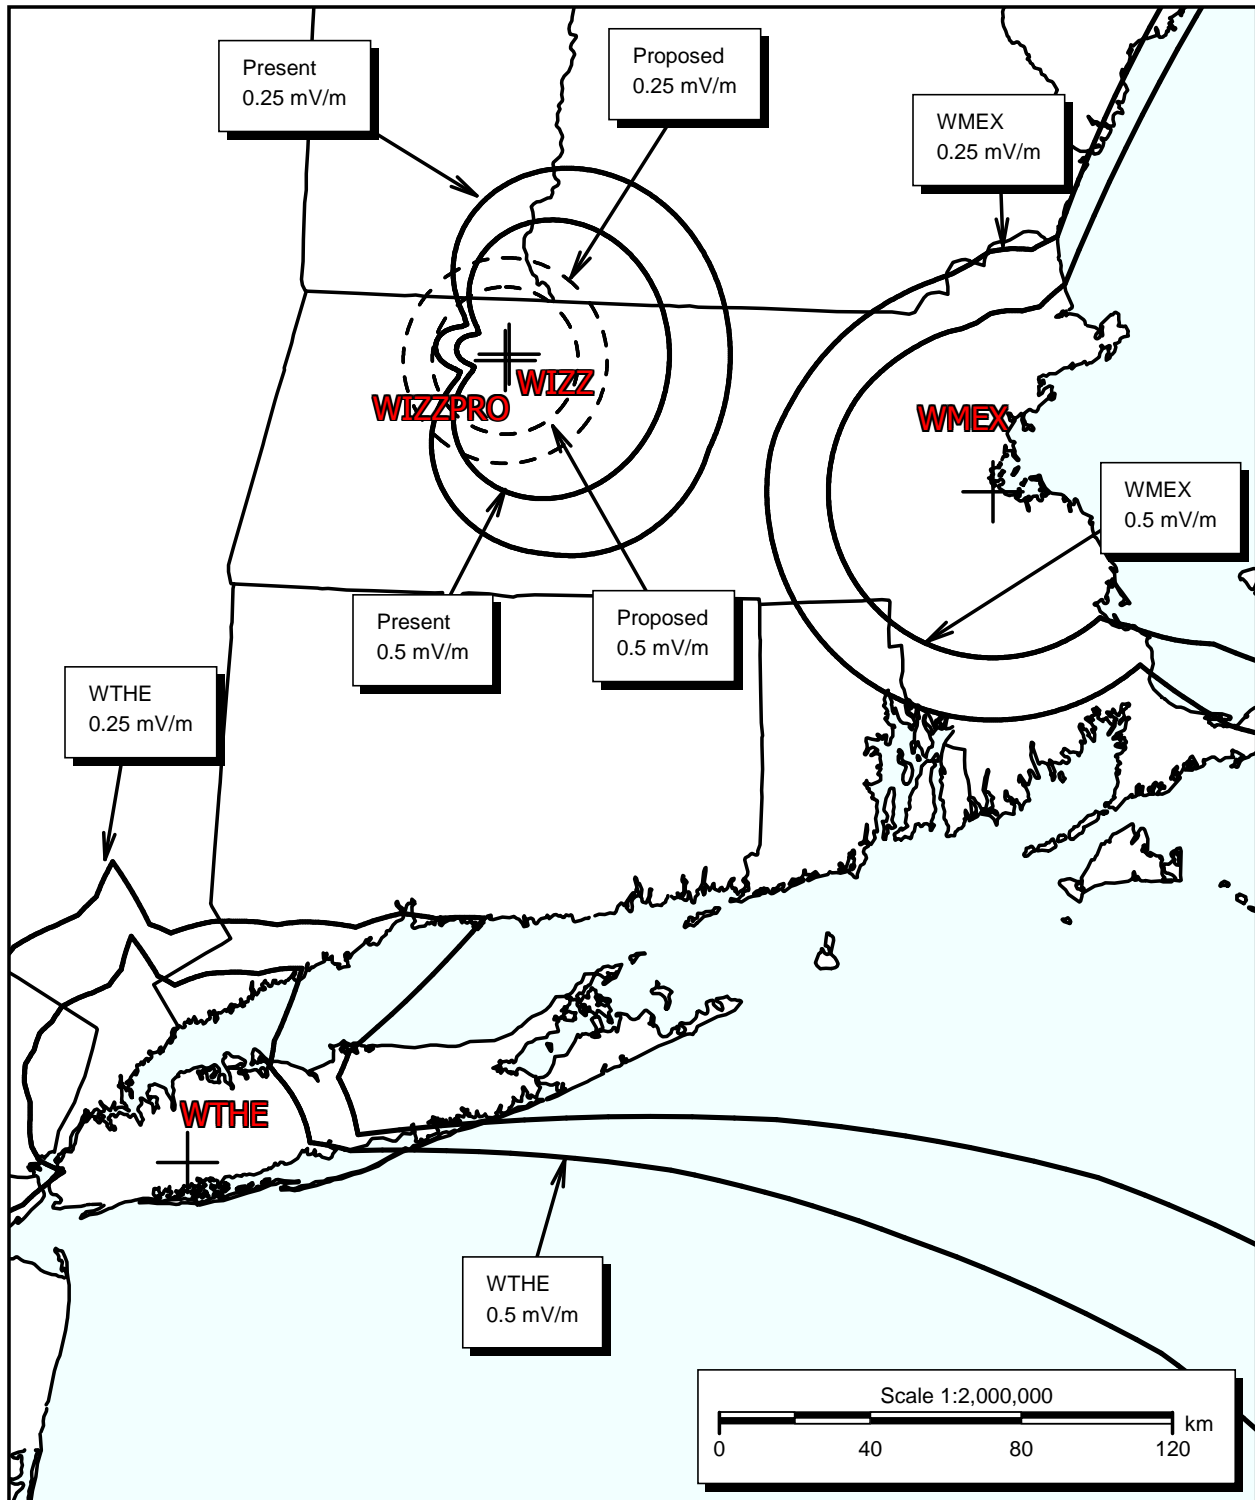 Present
0.25 mV/m
Proposed
0.25 mV/m
WMEX
0.25 mV/m
WIZZ
WIZZPRO
WMEX
WMEX
0.5 mV/m
Present
0.5 mV/m
Proposed
0.5 mV/m
WTHE
0.25 mV/m
WTHE
WTHE
0.5 mV/m
Scale 1:2,000,000
km
0 40 80 120